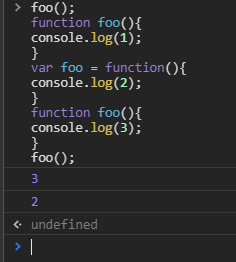 > foo();
function foo(){
console.log(1);
}
var foo = function(){
console.log(2);
}
function foo(){
console.log(3);
}
foo();
3
2
undefined
>